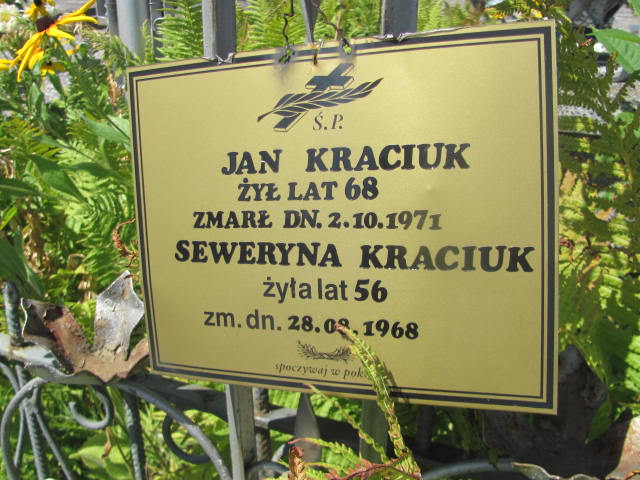 Ś.P.
JAN KRACIUK
ŻYŁ LAT 68
ZMARŁ DN. 2.10.1971
SEWERYNA KRACIUK
żyła lat 56
zm. dn.
spoczywaj w